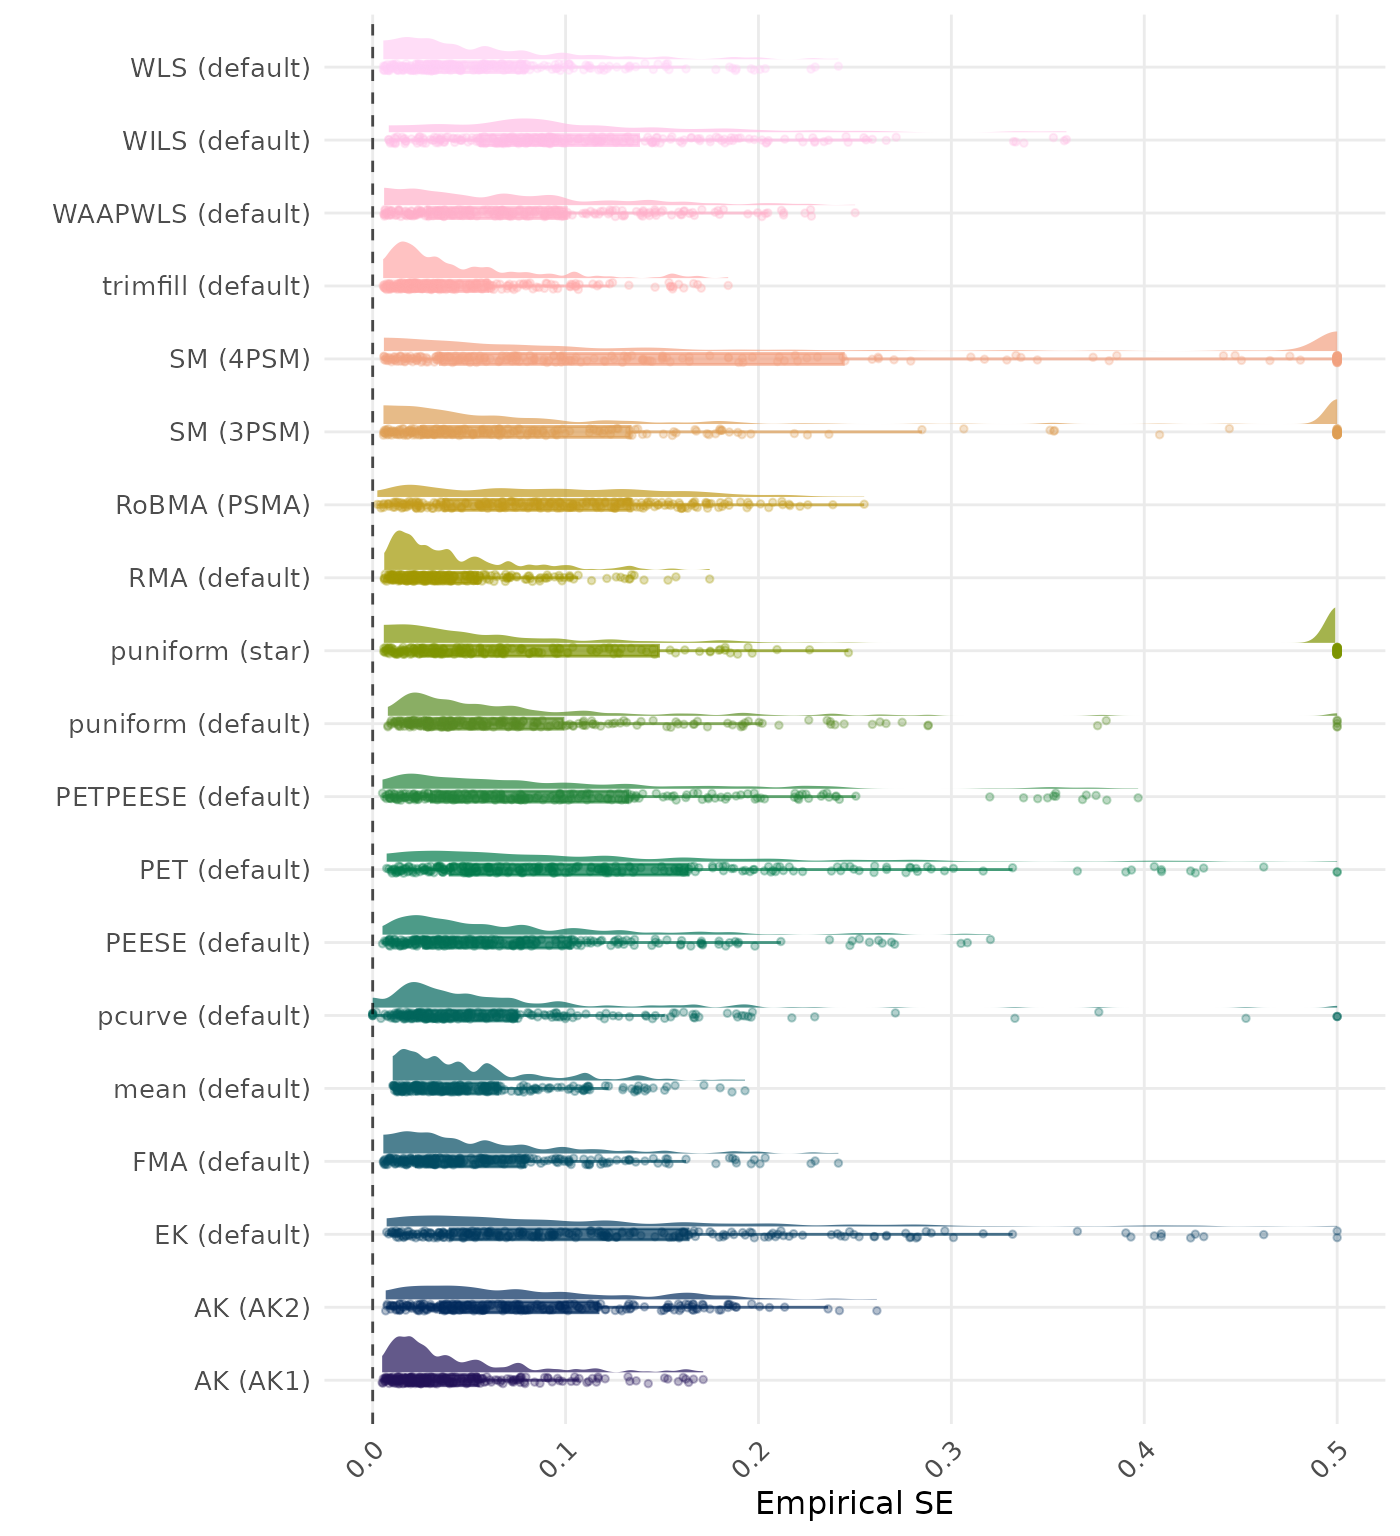 WLS (default)
WILS (default)
WAAPWLS (default)
trimfill (default)
SM (4PSM)
SM (3PSM)
RoBMA (PSMA)
RMA (default)
puniform (star)
puniform (default)
PETPEESE (default)
PET (default)
PEESE (default)
pcurve (default)
mean (default)
FMA (default)
EK (default)
AK (AK2)
AK (AK1)
0.0 0.1 0.2 0.3 0.4 0.5
Empirical SE